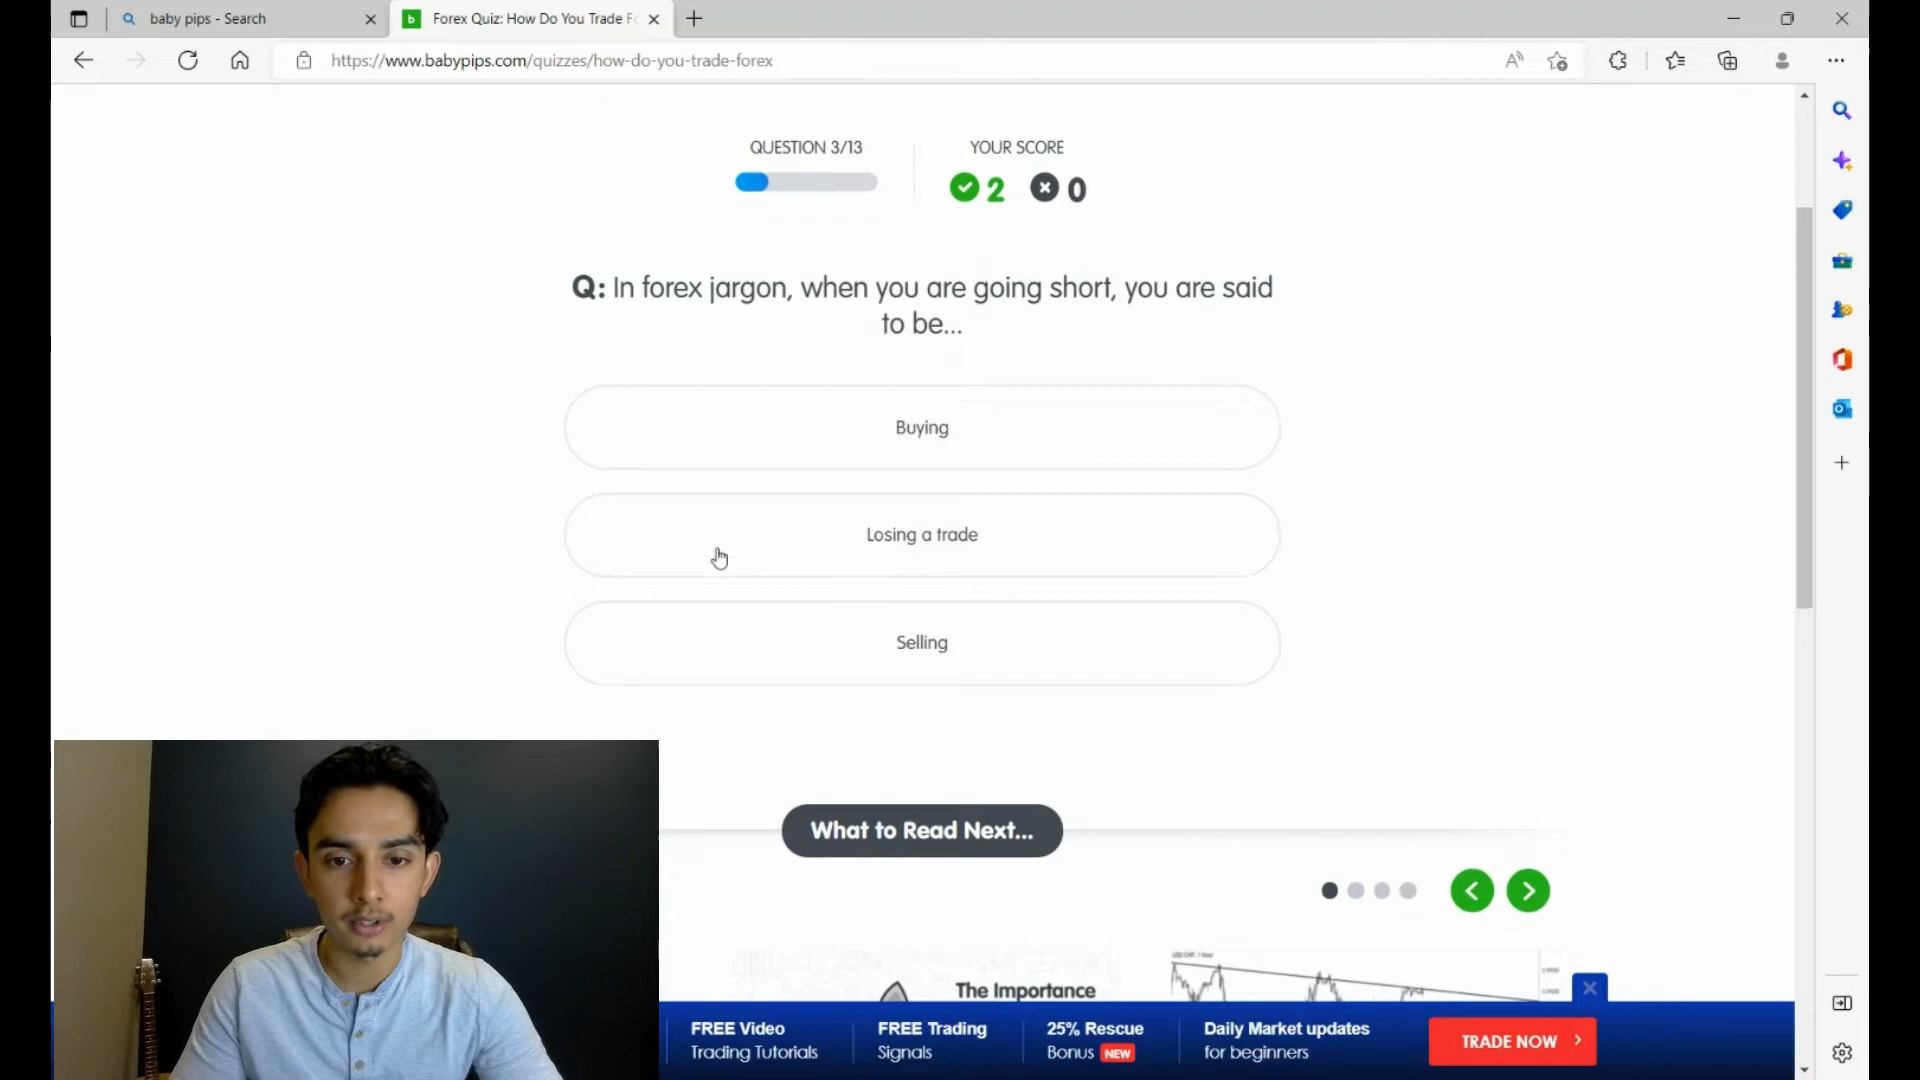 baby pips - Search
Forex Quiz: How Do You Trade F
https://www.babypips.com/quizzes/how-do-you-trade-forex
QUESTION 3/13
YOUR SCORE
2
0
Q: In forex jargon, when you are going short, you are said
to be...
Buying
Losing a trade
Selling
What to Read Next...
The Importance
FREE Video
Trading Tutorials
FREE Trading
Signals
25% Rescue
Bonus NEW
Daily Market updates
for beginners
TRADE NOW